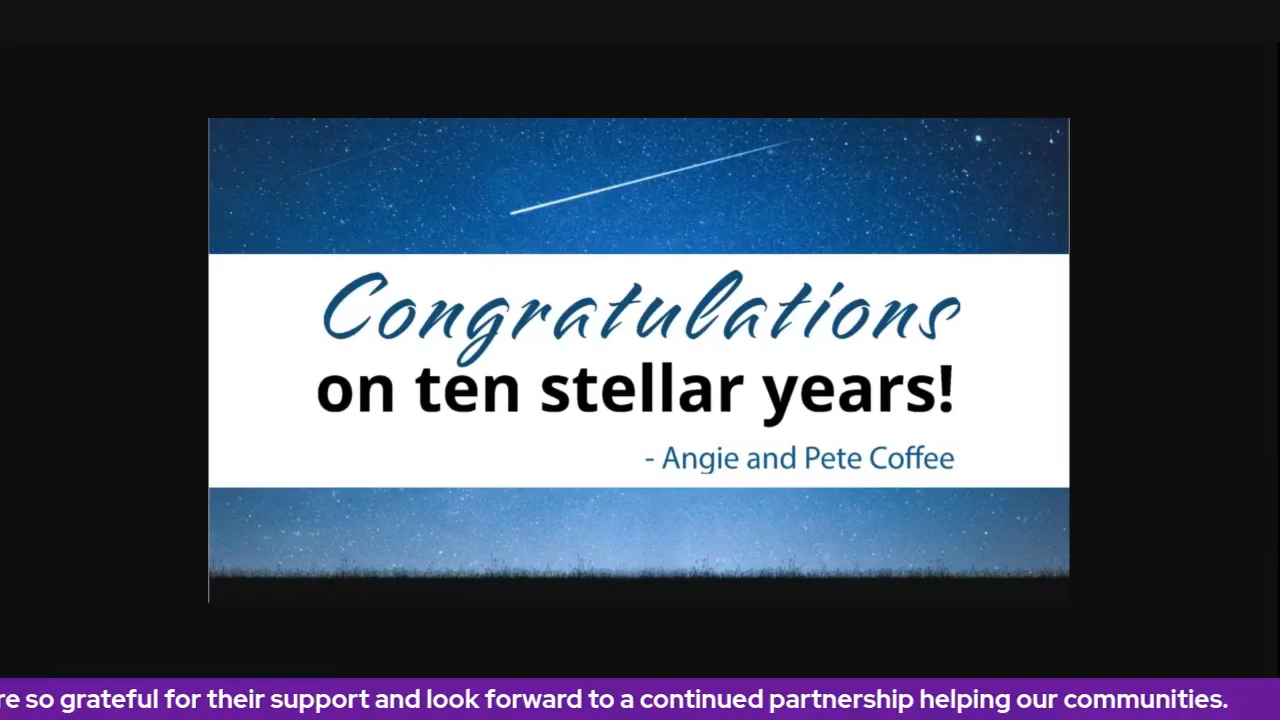 Congratulations
on ten stellar years!
- Angie and Pete Coffee
so grateful for their support and look forward to a continued partnership helping our communities.